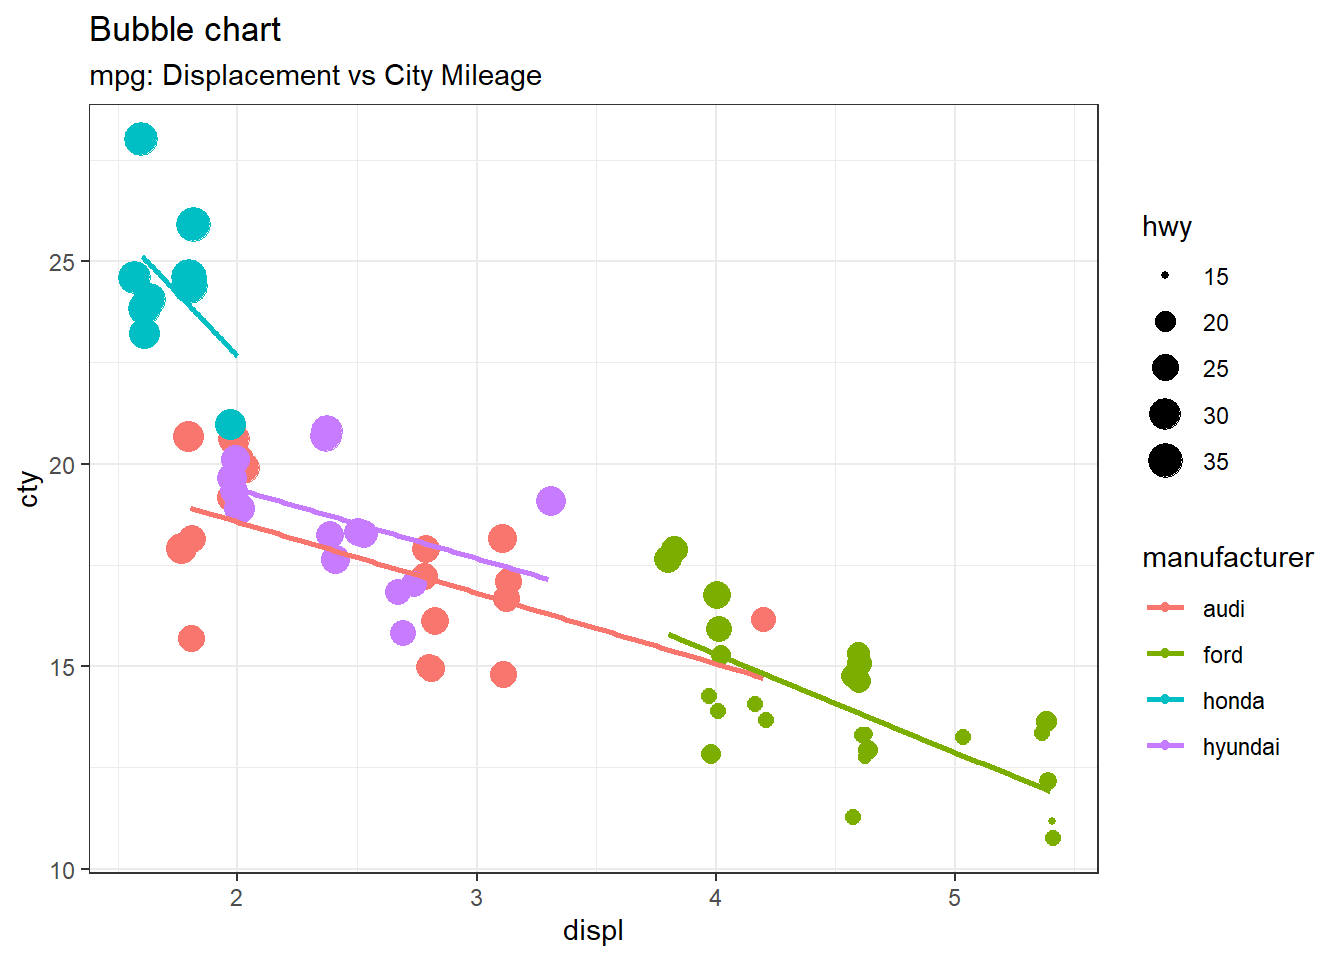 Bubble chart
mpg: Displacement vs City Mileage
25
20
15
10
cty
2 3 4 5
displ
hwy
15
20
25
30
35
manufacturer
audi
ford
honda
hyundai